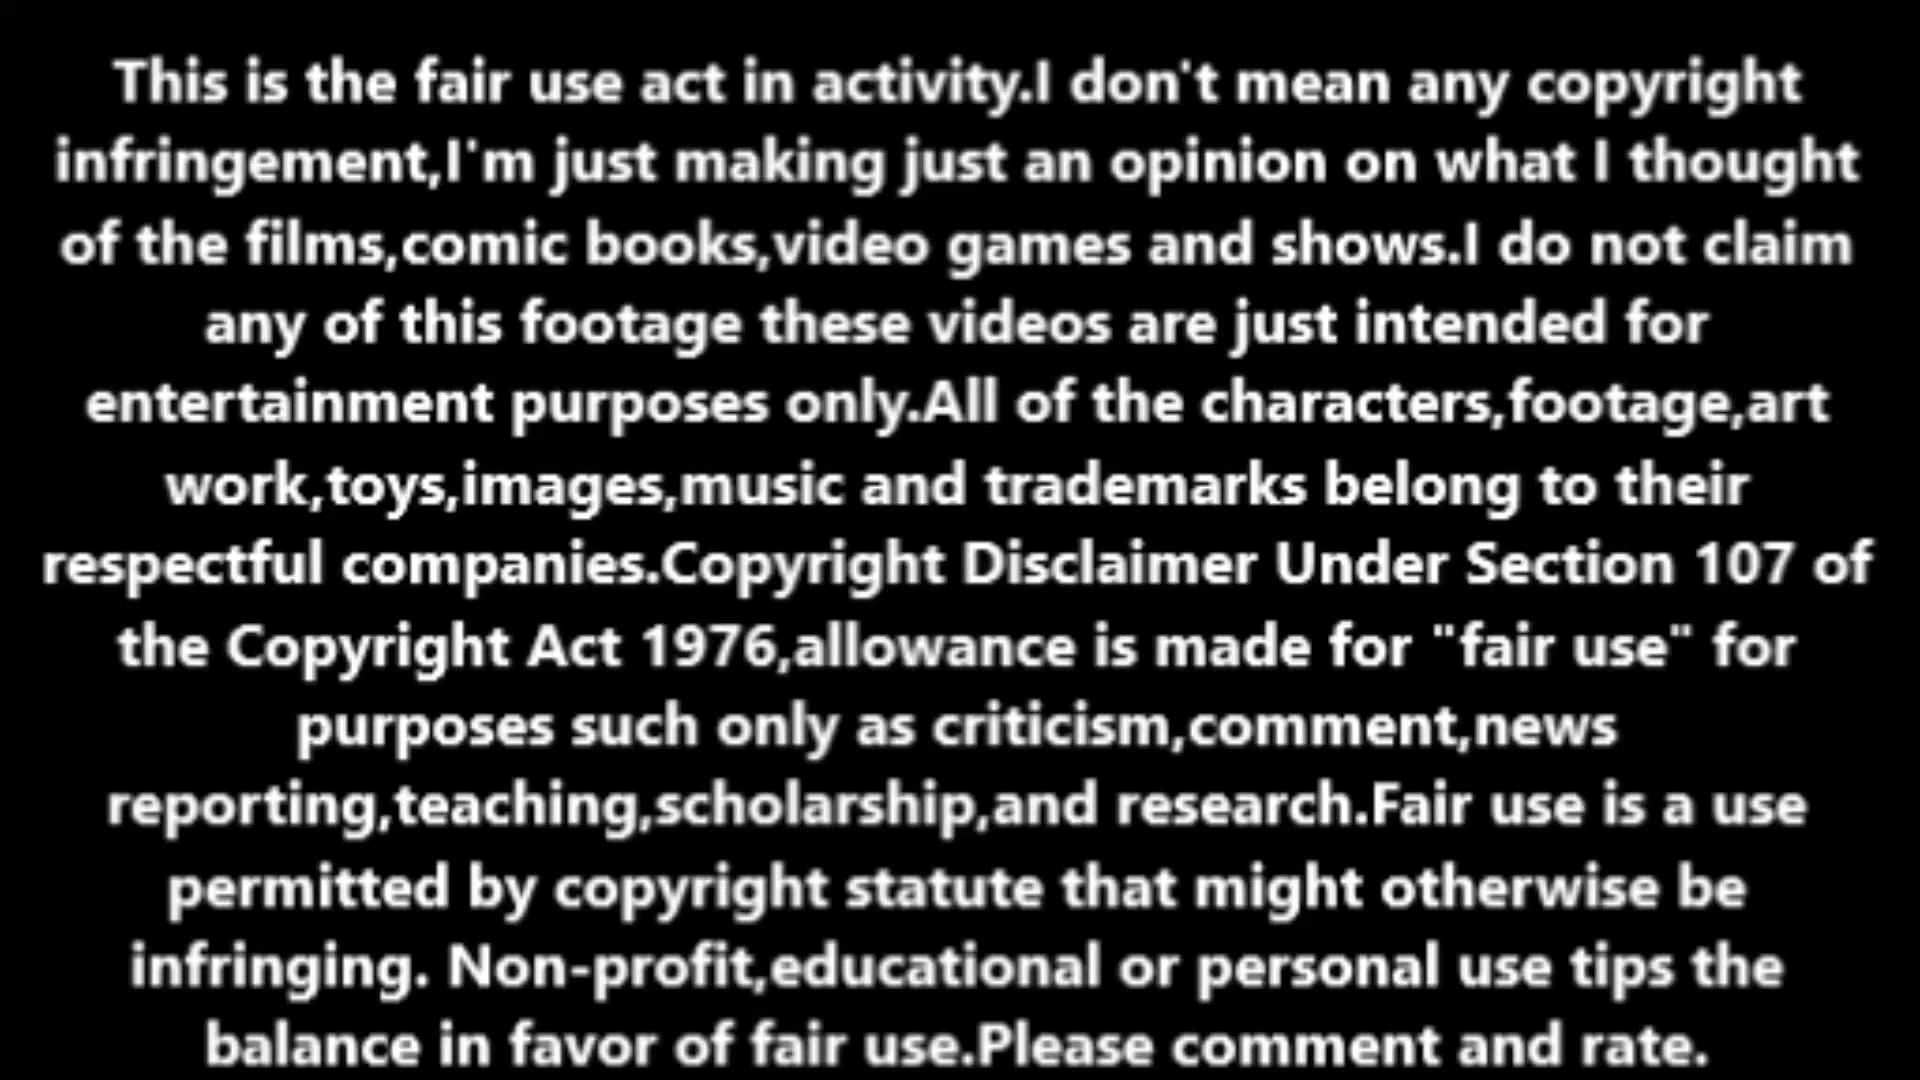 This is the fair use act in activity.I don't mean any copyright
infringement,I'm just making just an opinion on what I thought
of the films,comic books,video games and shows.I do not claim
any of this footage these videos are just intended for
entertainment purposes only.All of the characters,footage,art
work,toys,images,music and trademarks belong to their
respectful companies.Copyright Disclaimer Under Section 107 of
the Copyright Act 1976,allowance is made for "fair use" for
purposes such only as criticism,comment,news
reporting,teaching,scholarship,and research.Fair use is a use
permitted by copyright statute that might otherwise be
infringing. Non-profit,educational or personal use tips the
balance in favor of fair use.Please comment and rate.